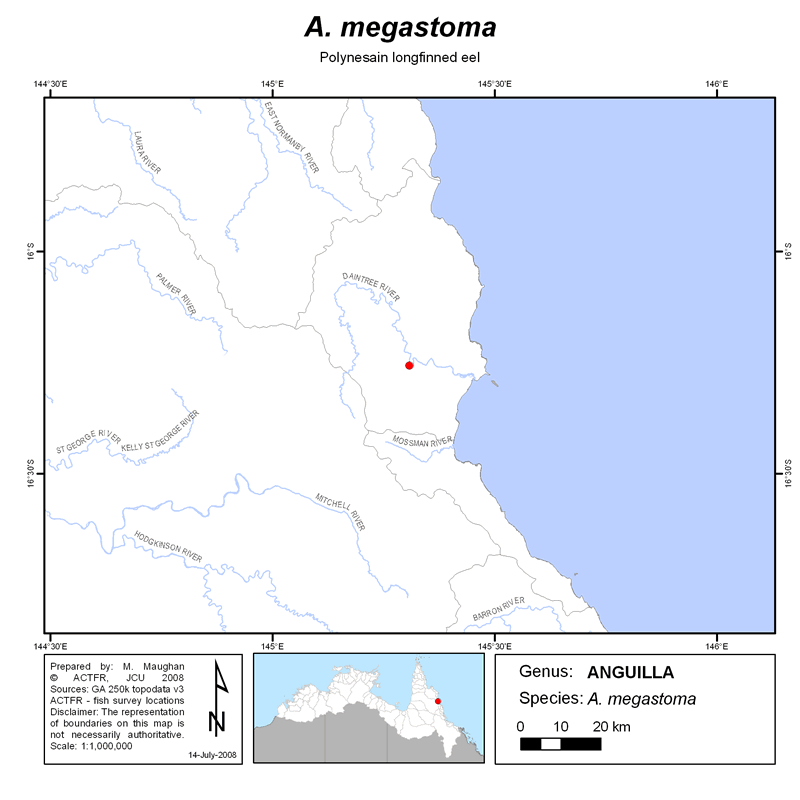 A. megastoma
Polynesain longfinned eel
144°30'E
145°E
145°30'E
146°E
16°S
16°S
16°30'S
16°30'S
LAURA RIVER
EAST NORMANBY RIVER
DAINTREE RIVER
PALMER RIVER
ST GEORGE RIVER
KELLY ST GEORGE RIVER
MOSSMAN RIVER
MITCHELL RIVER
HODGKINSON RIVER
BARRON RIVER
144°30'E
145°E
145°30'E
146°E
Prepared by: M. Maughan
© ACTFR, JCU 2008
Sources: GA 250k topodata v3
ACTFR - fish survey locations
Disclaimer: The representation
of boundaries on this map is
not necessarily authoritative.
Scale: 1:1,000,000
N
14-July-2008
Genus: ANGUILLA
Species: A. megastoma
0 10 20 km